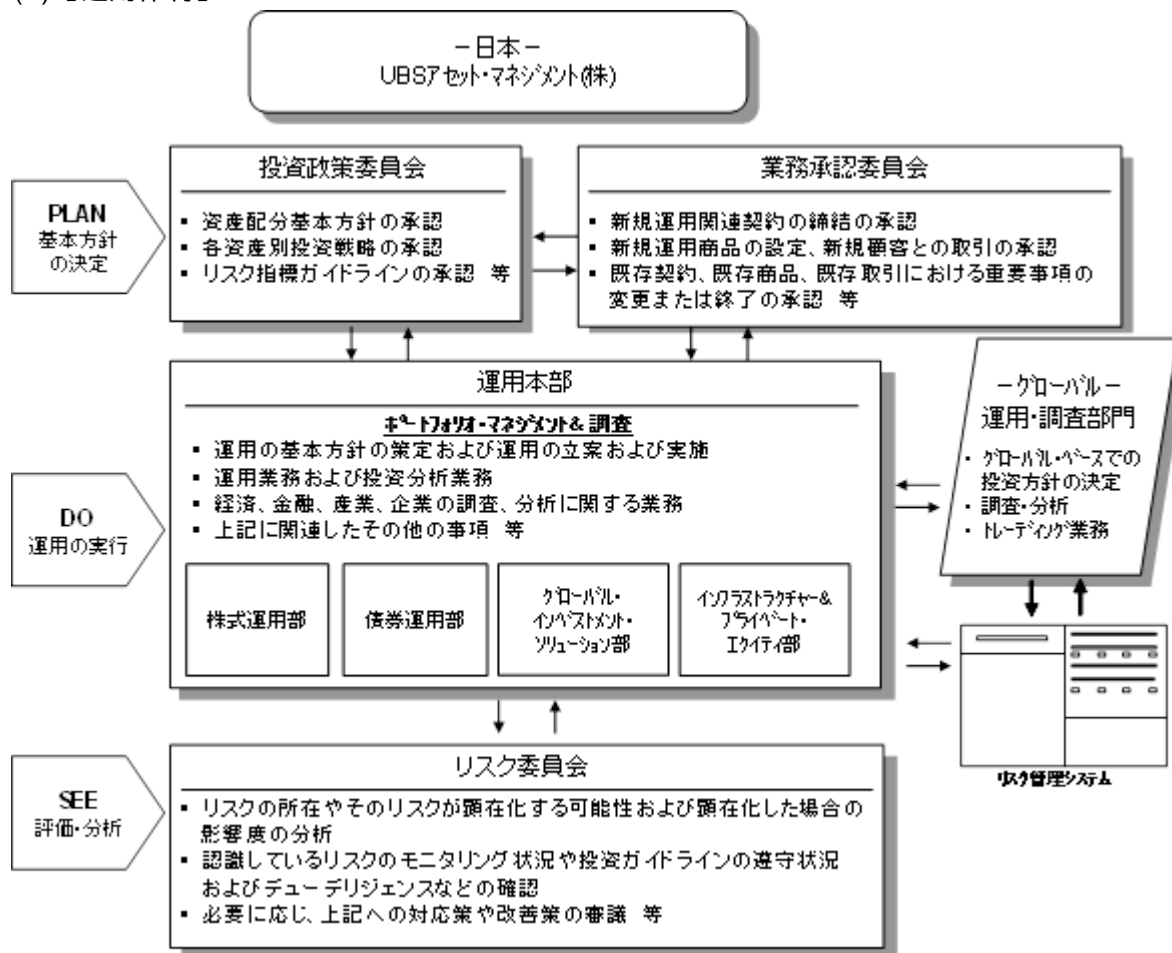 －日本－
UBSアセット・マネジメント(株)
PLAN
基本方針
の決定
投資政策委員会
▪ 資産配分基本方針の承認
▪ 各資産別投資戦略の承認
▪ リスク指標ガイドラインの承認 等
業務承認委員会
▪ 新規運用関連契約の締結の承認
▪ 新規運用商品の設定、新規顧客との取引の承認
▪ 既存契約、既存商品、既存取引における重要事項の
変更または終了の承認 等
DO
運用の実行
運用本部
ポートフォリオ・マネジメント& 調査
▪ 運用の基本方針の策定および運用の立案および実施
▪ 運用業務および投資分析業務
▪ 経済、金融、産業、企業の調査、分析に関する業務
▪ 上記に関連したその他の事項 等
株式運用部
債券運用部
グローバル・
インベストメント・
ソリューション部
インフラストラクチャー&
プライベート・
エクイティ部
－グローバル－
運用・調査部門
▪ グローバル・ベースでの
投資方針の決定
▪ 調査・分析
▪ トレーディング業務
リスク管理システム
SEE
評価・分析
リスク委員会
▪ リスクの所在やそのリスクが顕在化する可能性および顕在化した場合の
影響度の分析
▪ 認識しているリスクのモニタリング状況や投資ガイドラインの遵守状況
およびデューデリジェンスなどの確認
▪ 必要に応じ、上記への対応策や改善策の審議 等